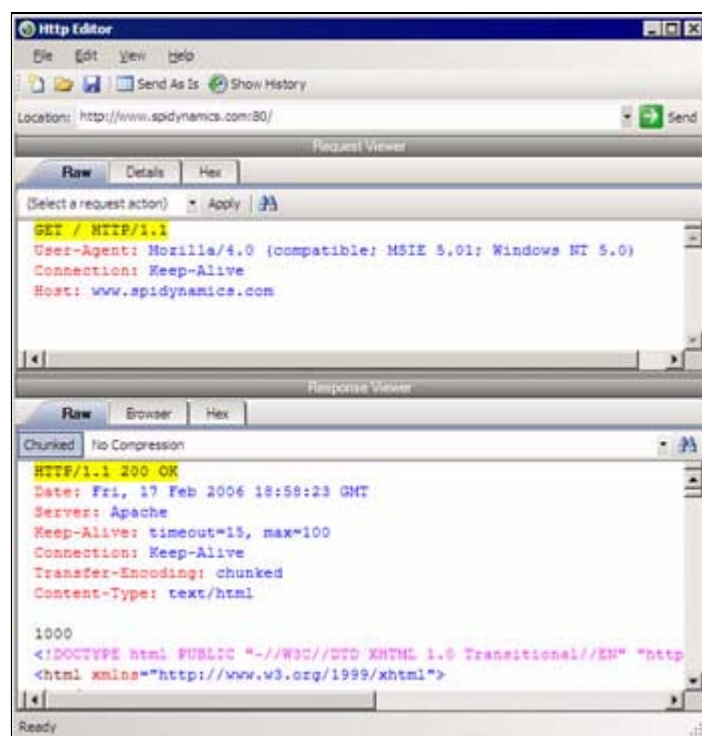 Http Editor
File Edit View Help
Send As Is Show History
Location: http://www.spidynamics.com:80/ Send
Request Viewer
Raw Details Hex
(Select a request action) Apply
GET / HTTP/1.1
User-Agent: Mozilla/4.0 (compatible; MSIE 5.01; Windows NT 5.0)
Connection: Keep-Alive
Host: www.spidynamics.com
Response Viewer
Raw Browser Hex
Chunked No Compression
HTTP/1.1 200 OK
Date: Fri, 17 Feb 2006 18:58:23 GMT
Server: Apache
Keep-Alive: timeout=15, max=100
Connection: Keep-Alive
Transfer-Encoding: chunked
Content-Type: text/html
1000
<!DOCTYPE html PUBLIC "-//W3C//DTD XHTML 1.0 Transitional//EN" "http
<html xmlns="http://www.w3.org/1999/xhtml">
Ready